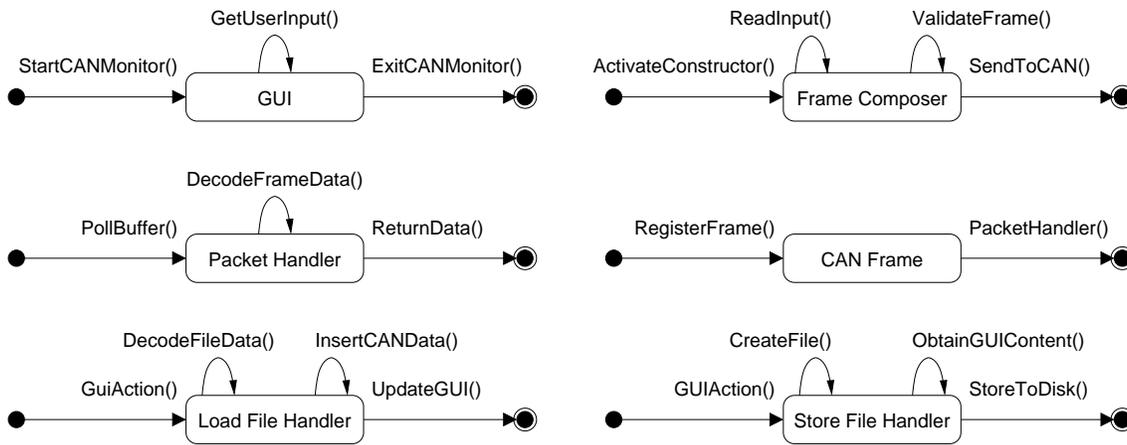 GetUserInput()
StartCANMonitor()
ExitCANMonitor()
GUI
ReadInput()
ValidateFrame()
ActivateConstructor()
SendToCAN()
Frame Composer
DecodeFrameData()
PollBuffer()
ReturnData()
Packet Handler
RegisterFrame()
PacketHandler()
CAN Frame
DecodeFileData()
InsertCANData()
GuiAction()
UpdateGUI()
Load File Handler
CreateFile()
ObtainGUIContent()
GUIAction()
StoreToDisk()
Store File Handler